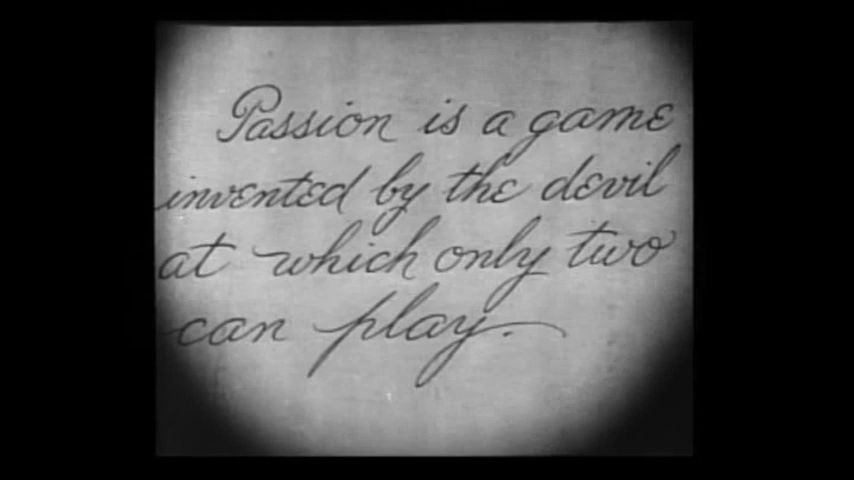 Passion is a game
invented by the devil
at which only two
can play.